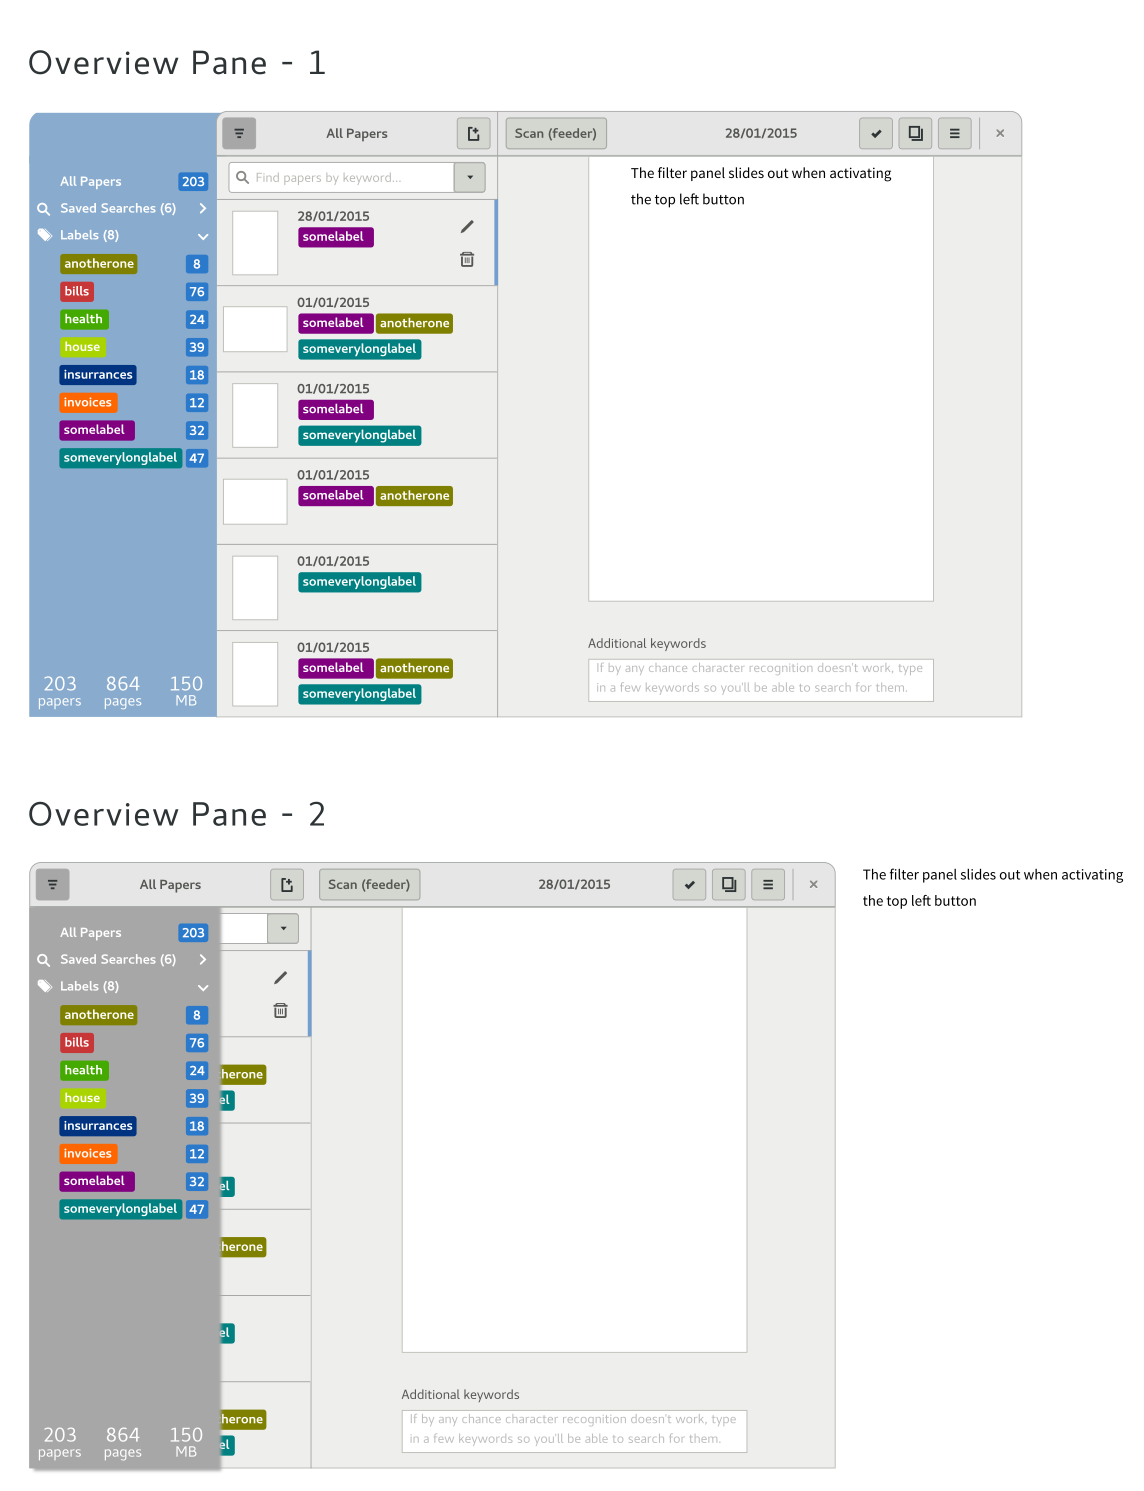 Overview Pane - 1
All Papers
Scan (feeder)
28/01/2015
All Papers 203
Saved Searches (6)
Labels (8)
anotherone 8
bills 76
health 24
house 39
insurrances 18
invoices 12
somelabel 32
someverylonglabel 47
203 papers
864 pages
150 MB
Find papers by keyword...
28/01/2015
somelabel
01/01/2015
somelabel anotherone
someverylonglabel
01/01/2015
somelabel
someverylonglabel
01/01/2015
somelabel anotherone
01/01/2015
someverylonglabel
01/01/2015
somelabel anotherone
someverylonglabel
The filter panel slides out when activating
the top left button
Additional keywords
If by any chance character recognition doesn't work, type
in a few keywords so you'll be able to search for them.
Overview Pane - 2
All Papers
Scan (feeder)
28/01/2015
The filter panel slides out when activating
the top left button
All Papers 203
Saved Searches (6)
Labels (8)
anotherone 8
bills 76
health 24
house 39
insurrances 18
invoices 12
somelabel 32
someverylonglabel 47
203 papers
864 pages
150 MB
herone
el
el
herone
el
herone
el
Additional keywords
If by any chance character recognition doesn't work, type
in a few keywords so you'll be able to search for them.